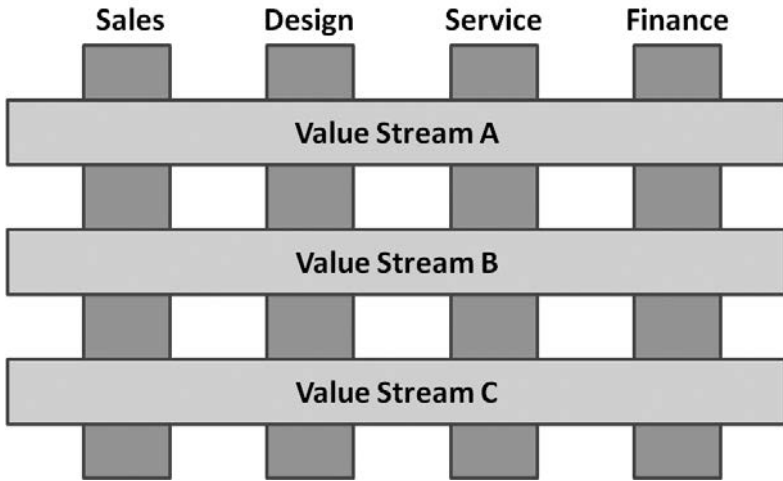 Sales Design Service Finance
Value Stream A
Value Stream B
Value Stream C